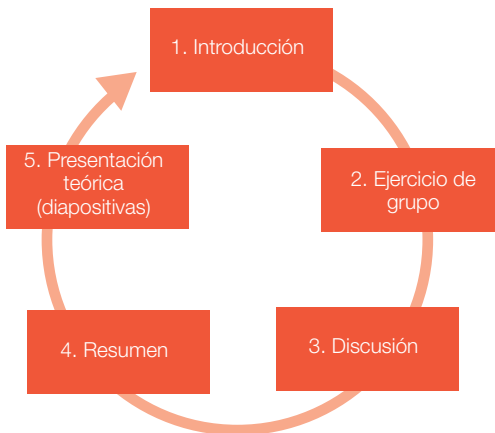 1. Introducción
2. Ejercicio de
grupo
3. Discusión
4. Resumen
5. Presentación
teórica
(diapositivas)